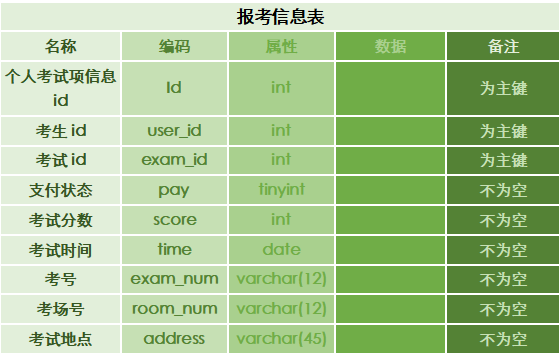 报考信息表
名称 编码 属性 数据 备注
个人考试项信息id Id int 为主键
考生id user_id int 为主键
考试id exam_id int 为主键
支付状态 pay tinyint 不为空
考试分数 score int 不为空
考试时间 time date 不为空
考号 exam_num varchar(12) 不为空
考场号 room_num varchar(12) 不为空
考试地点 address varchar(45) 不为空